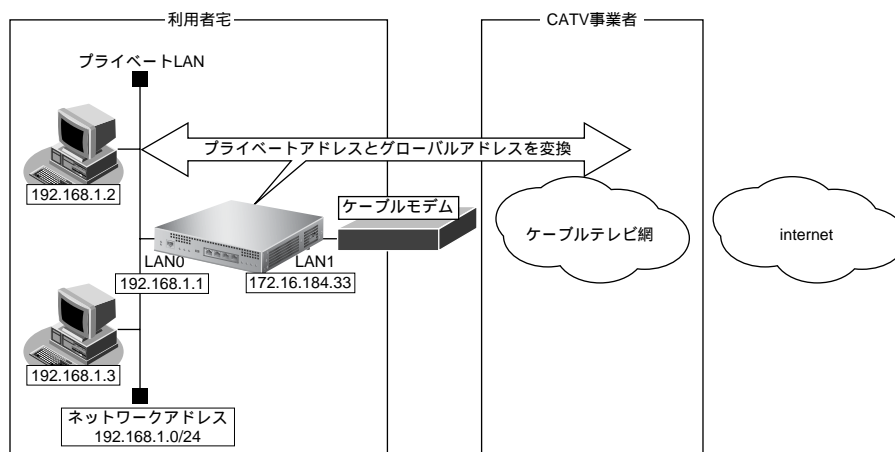 利用者宅
CATV事業者
プライベートLAN
プライベートアドレスとグローバルアドレスを変換
192.168.1.2
ケーブルモデム
ケーブルテレビ網
internet
LAN0
LAN1
192.168.1.1
172.16.184.33
192.168.1.3
ネットワークアドレス
192.168.1.0/24